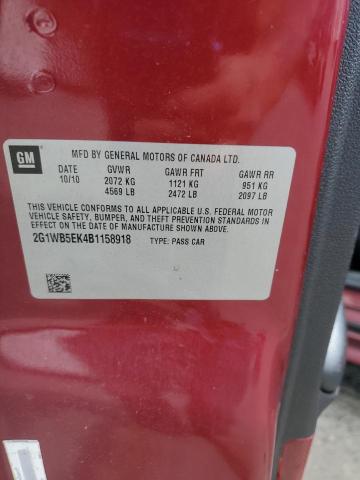 GM
MFD BY GENERAL MOTORS OF CANADA LTD.
DATE GVWR GAWR FRT GAWR RR
10/10 2072 KG 1121 KG 951 KG
4569 LB 2472 LB 2097 LB
THIS VEHICLE CONFORMS TO ALL APPLICABLE U.S. FEDERAL MOTOR
VEHICLE SAFETY, BUMPER, AND THEFT PREVENTION STANDARDS
IN EFFECT ON THE DATE OF MANUFACTURE SHOWN ABOVE.
2G1WB5EK4B1158918 TYPE: PASS CAR